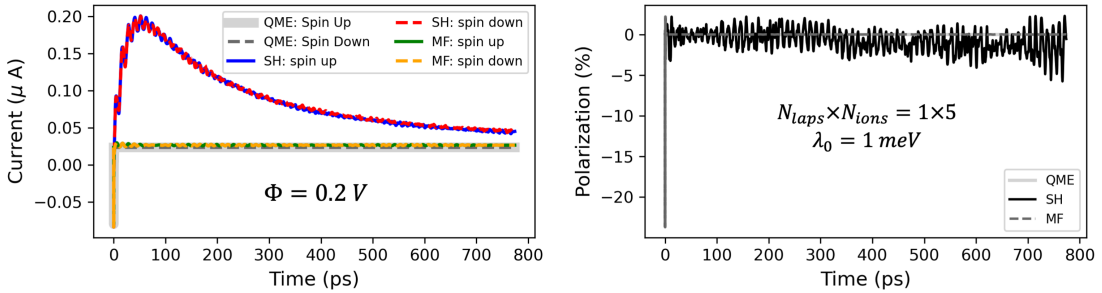 Current (μ A)
0.20
0.15
0.10
0.05
0.00
−0.05
QME: Spin Up
QME: Spin Down
SH: spin up
SH: spin down
MF: spin up
MF: spin down
Φ = 0.2 V
0 100 200 300 400 500 600 700 800
Time (ps)
Polarization (%)
0
−5
−10
−15
−20
N_laps×N_ions = 1×5
λ_0 = 1 meV
QME
SH
MF
0 100 200 300 400 500 600 700 800
Time (ps)